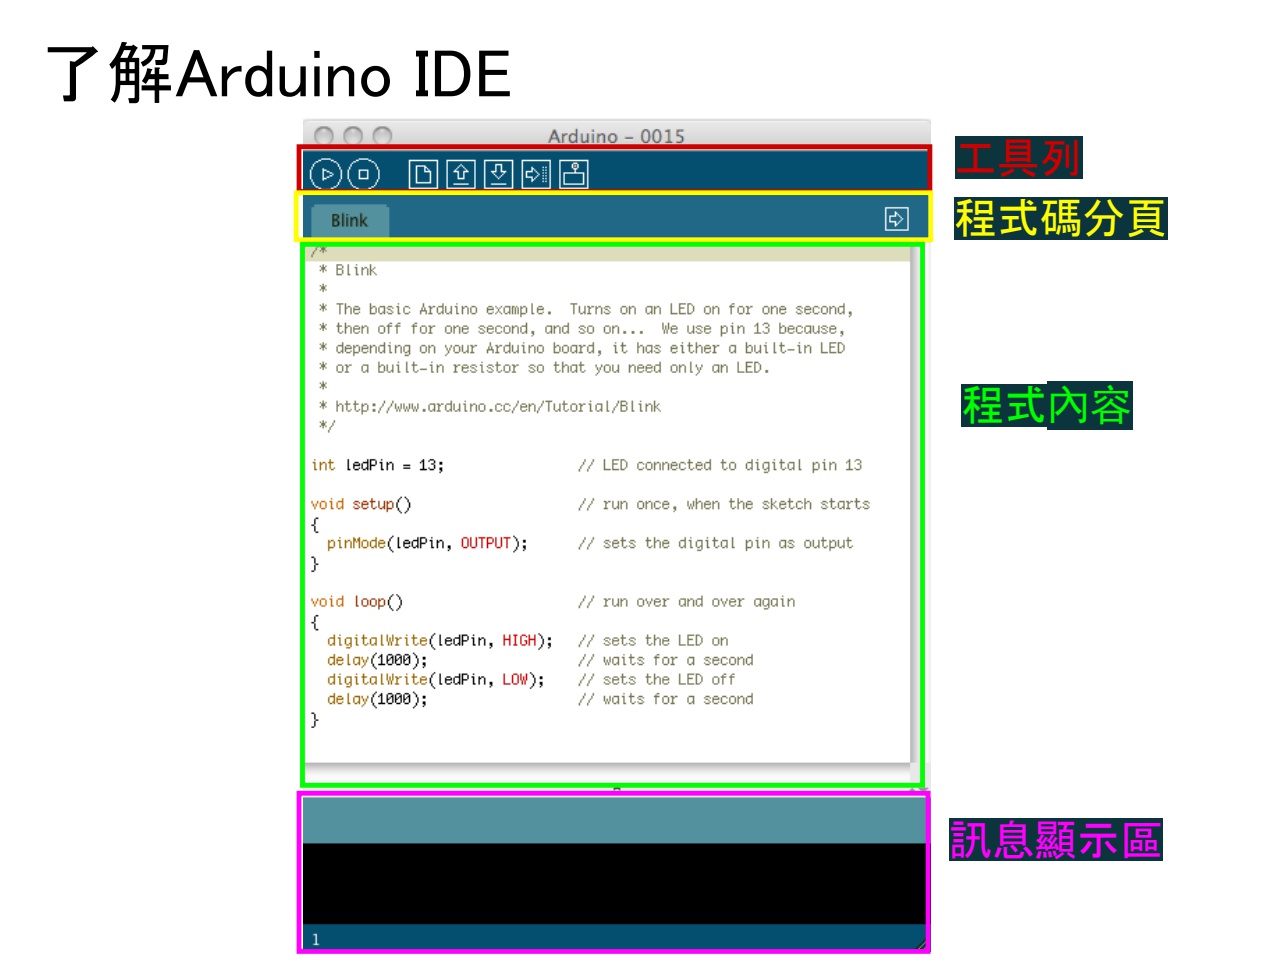 了解Arduino IDE
Arduino – 0015
工具列
程式碼分頁
Blink
/*
* Blink
*
* The basic Arduino example.  Turns on an LED on for one second,
* then off for one second, and so on...  We use pin 13 because,
* depending on your Arduino board, it has either a built-in LED
* or a built-in resistor so that you need only an LED.
*
* http://www.arduino.cc/en/Tutorial/Blink
*/
程式內容
int ledPin = 13;                // LED connected to digital pin 13
void setup()                    // run once, when the sketch starts
{
  pinMode(ledPin, OUTPUT);      // sets the digital pin as output
}
void loop()                     // run over and over again
{
  digitalWrite(ledPin, HIGH);   // sets the LED on
  delay(1000);                  // waits for a second
  digitalWrite(ledPin, LOW);    // sets the LED off
  delay(1000);                  // waits for a second
}
訊息顯示區
1